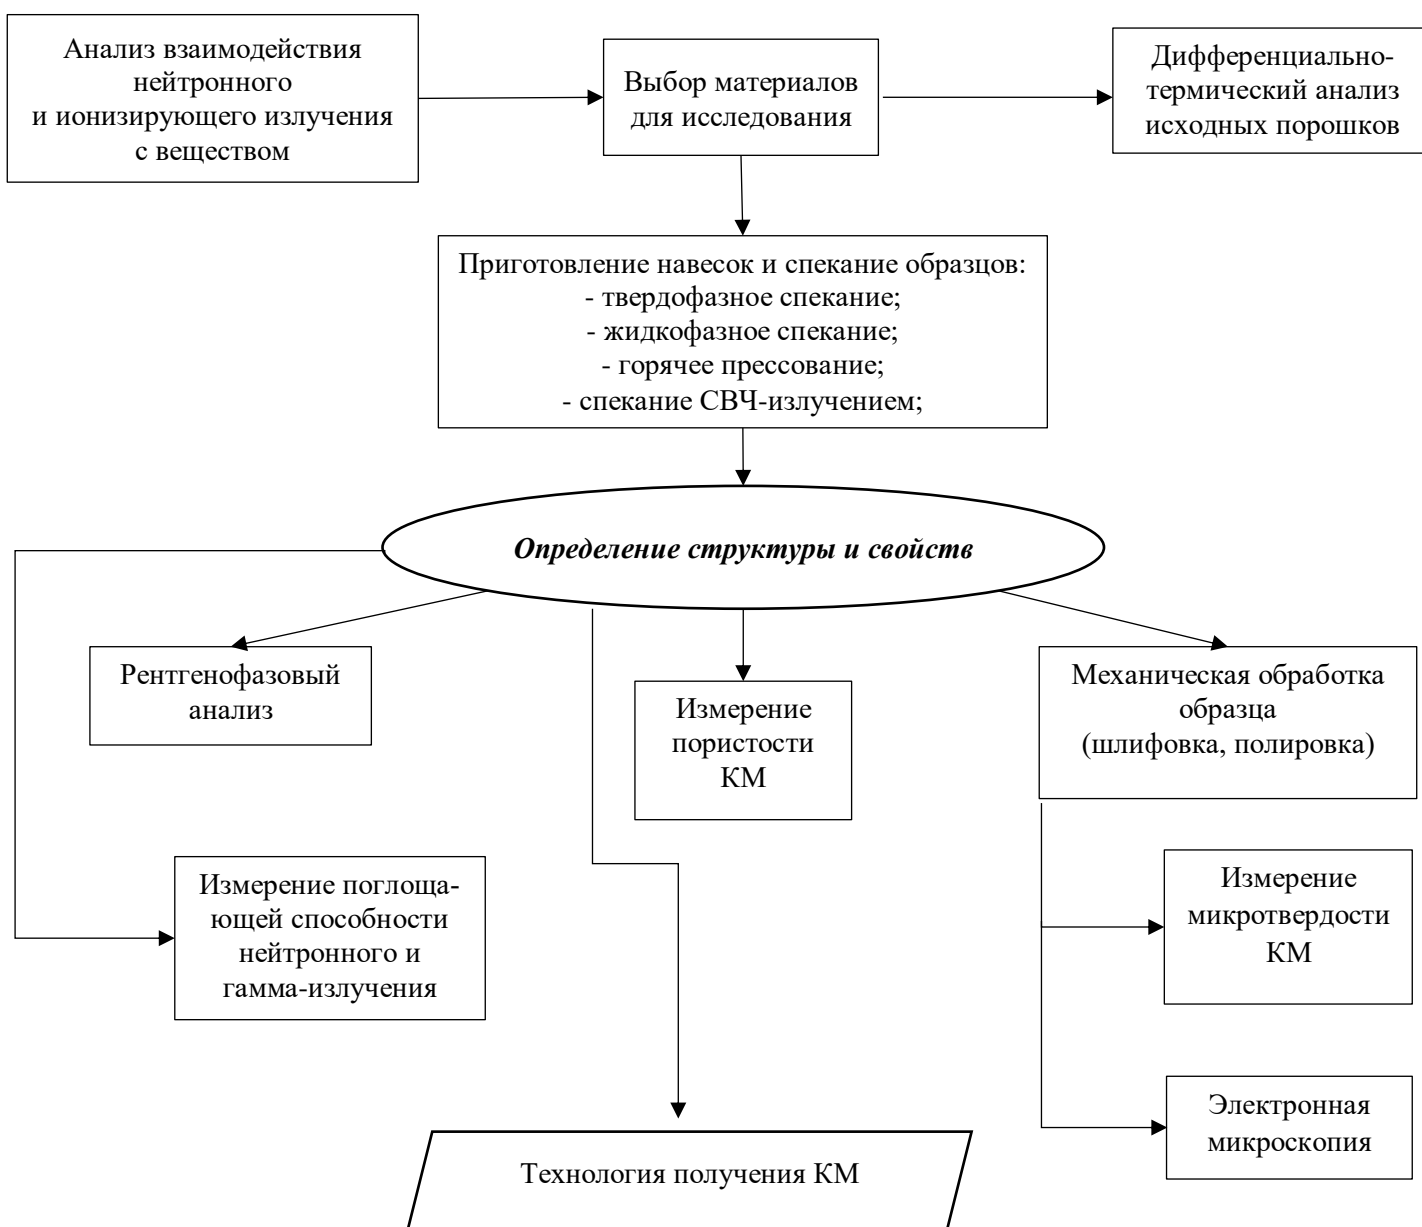 Анализ взаимодействия
нейтронного
и ионизирующего излучения
с веществом
Выбор материалов
для исследования
Дифференциально-
термический анализ
исходных порошков
Приготовление навесок и спекание образцов:
- твердофазное спекание;
- жидкофазное спекание;
- горячее прессование;
- спекание СВЧ-излучением;
Определение структуры и свойств
Рентгенофазовый
анализ
Измерение
пористости
КМ
Механическая обработка
образца
(шлифовка, полировка)
Измерение поглоща-
ющей способности
нейтронного и
гамма-излучения
Измерение
микротвердости
КМ
Электронная
микроскопия
Технология получения КМ